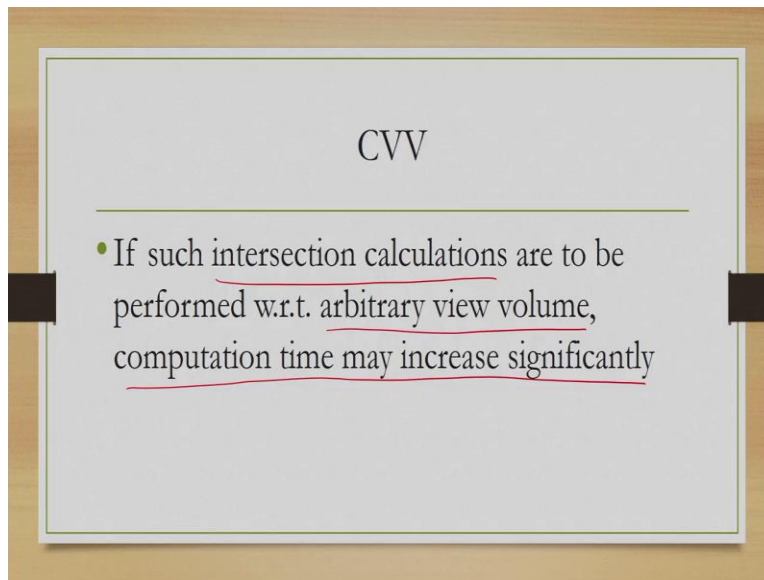 CVV
•If such intersection calculations are to be
performed w.r.t. arbitrary view volume,
computation time may increase significantly